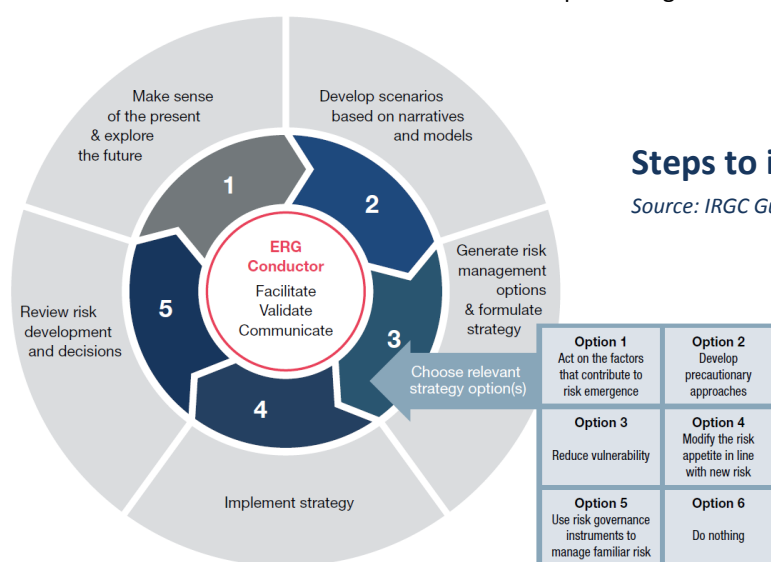 Make sense
of the present
& explore
the future
Develop scenarios
based on narratives
and models
Steps to i
Source: IRGC Gu
1
2
ERG
Conductor
Facilitate
Validate
Communicate
Generate risk
management
options
& formulate
strategy
Review risk
development
and decisions
5
3
4
Choose relevant
strategy option(s)
Implement strategy
Option 1
Act on the factors
that contribute to
risk emergence
Option 2
Develop
precautionary
approaches
Option 3
Reduce vulnerability
Option 4
Modify the risk
appetite in line
with new risk
Option 5
Use risk governance
instruments to
manage familiar risk
Option 6
Do nothing